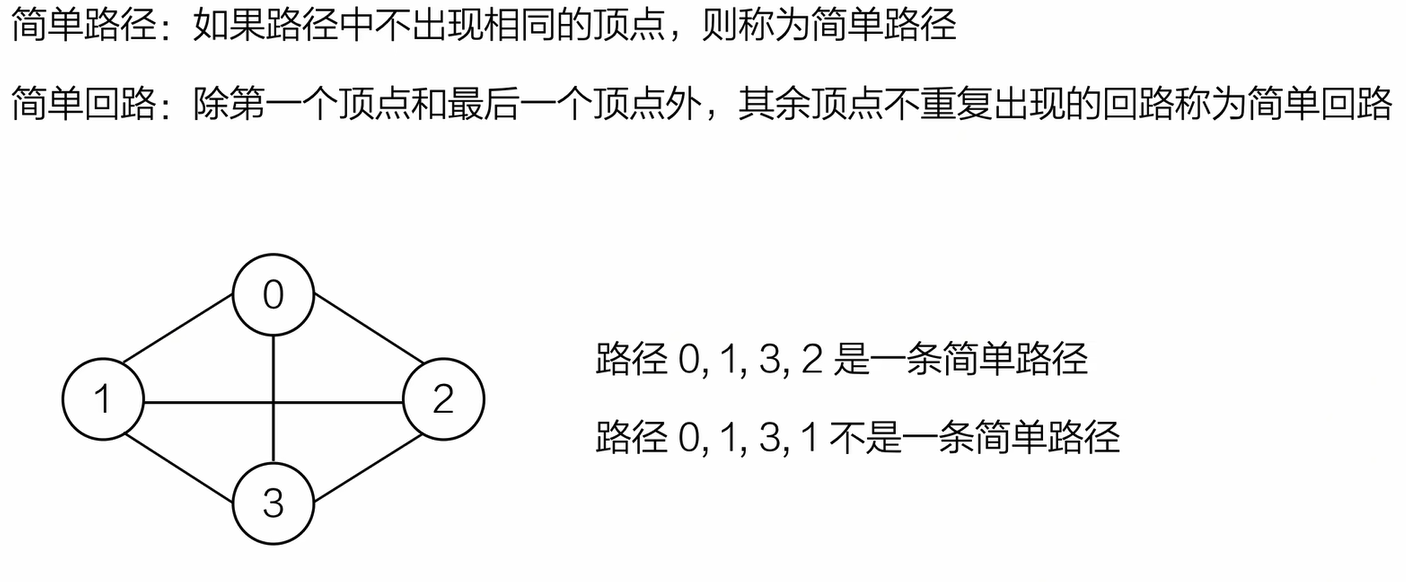 简单路径：如果路径中不出现相同的顶点，则称为简单路径
简单回路：除第一个顶点和最后一个顶点外，其余顶点不重复出现的回路称为简单回路
0
1
2
3
路径 0, 1, 3, 2 是一条简单路径
路径 0, 1, 3, 1 不是一条简单路径